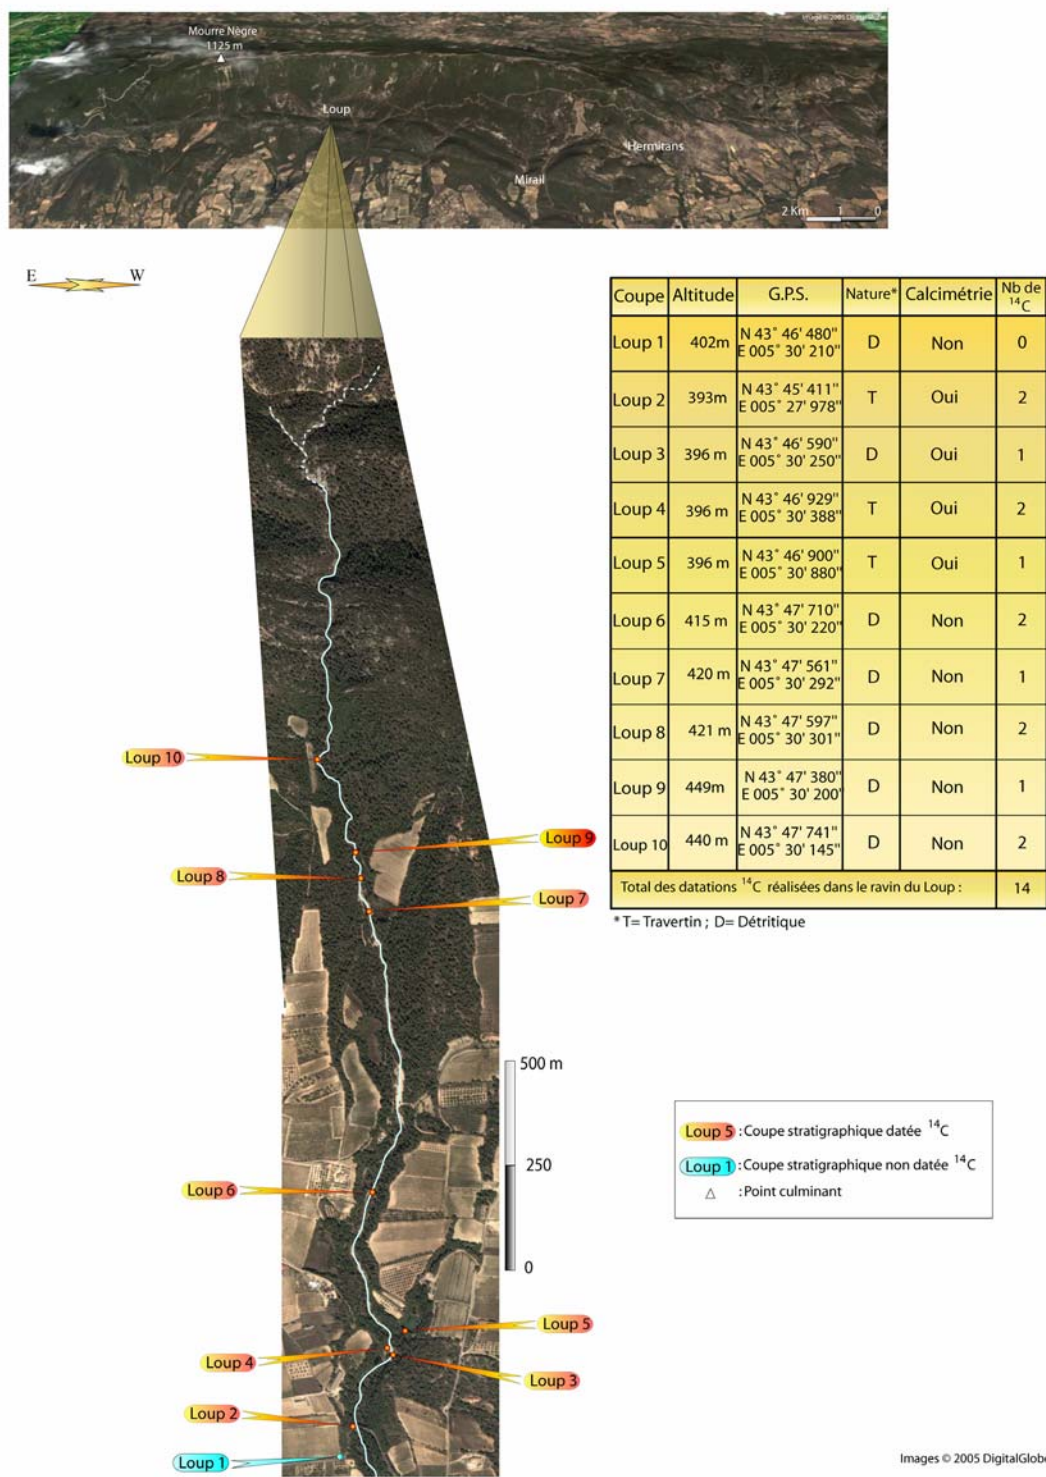 Image © 2005 DigitalGlobe
Mourre Nègre
1125 m
Loup
Hermitans
Mirail
2 Km 1 0
E W
Coupe Altitude G.P.S. Nature* Calcimétrie Nb de ¹⁴C
Loup 1 402m N 43° 46' 480" E 005° 30' 210" D Non 0
Loup 2 393m N 43° 45' 411" E 005° 27' 978" T Oui 2
Loup 3 396 m N 43° 46' 590" E 005° 30' 250" D Oui 1
Loup 4 396 m N 43° 46' 929" E 005° 30' 388" T Oui 2
Loup 5 396 m N 43° 46' 900" E 005° 30' 880" T Oui 1
Loup 6 415 m N 43° 47' 710" E 005° 30' 220" D Non 2
Loup 7 420 m N 43° 47' 561" E 005° 30' 292" D Non 1
Loup 8 421 m N 43° 47' 597" E 005° 30' 301" D Non 2
Loup 9 449m N 43° 47' 380" E 005° 30' 200' D Non 1
Loup 10 440 m N 43° 47' 741" E 005° 30' 145" D Non 2
Total des datations ¹⁴C réalisées dans le ravin du Loup : 14
* T= Travertin ; D= Détritique
Loup 10
Loup 9
Loup 8
Loup 7
500 m
250
0
Loup 6
Loup 5
Loup 4
Loup 3
Loup 2
Loup 1
Loup 5 : Coupe stratigraphique datée ¹⁴C
Loup 1 : Coupe stratigraphique non datée ¹⁴C
△ : Point culminant
Images © 2005 DigitalGlobe